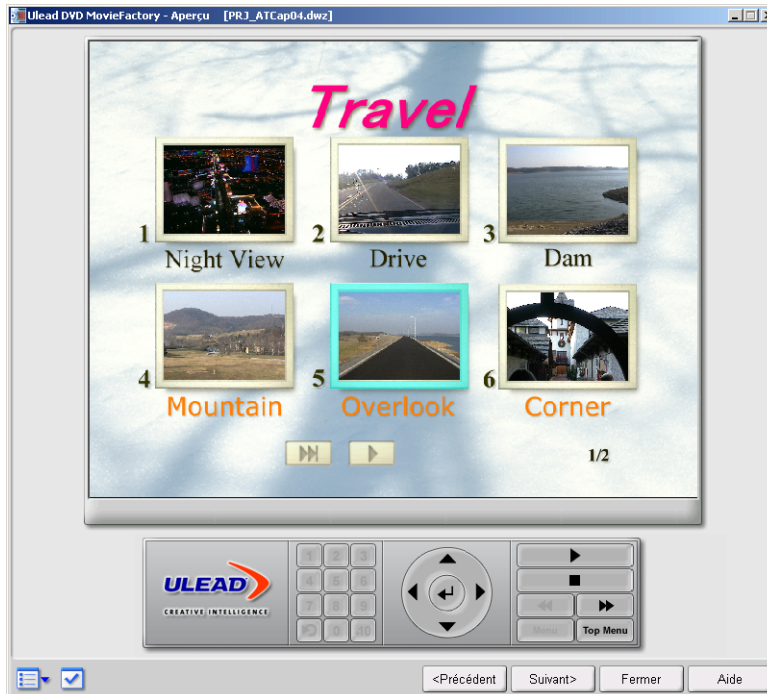 Ulead DVD MovieFactory - Aperçu [PRJ_ATCap04.dwz]
Travel
1 2 3
Night View Drive Dam
4 5 6
Mountain Overlook Corner
1/2
1 2 3
4 5 6
ULEAD
7 8 9
CREATIVE INTELLIGENCE
0
Menu Top Menu
<Précédent Suivant> Fermer Aide